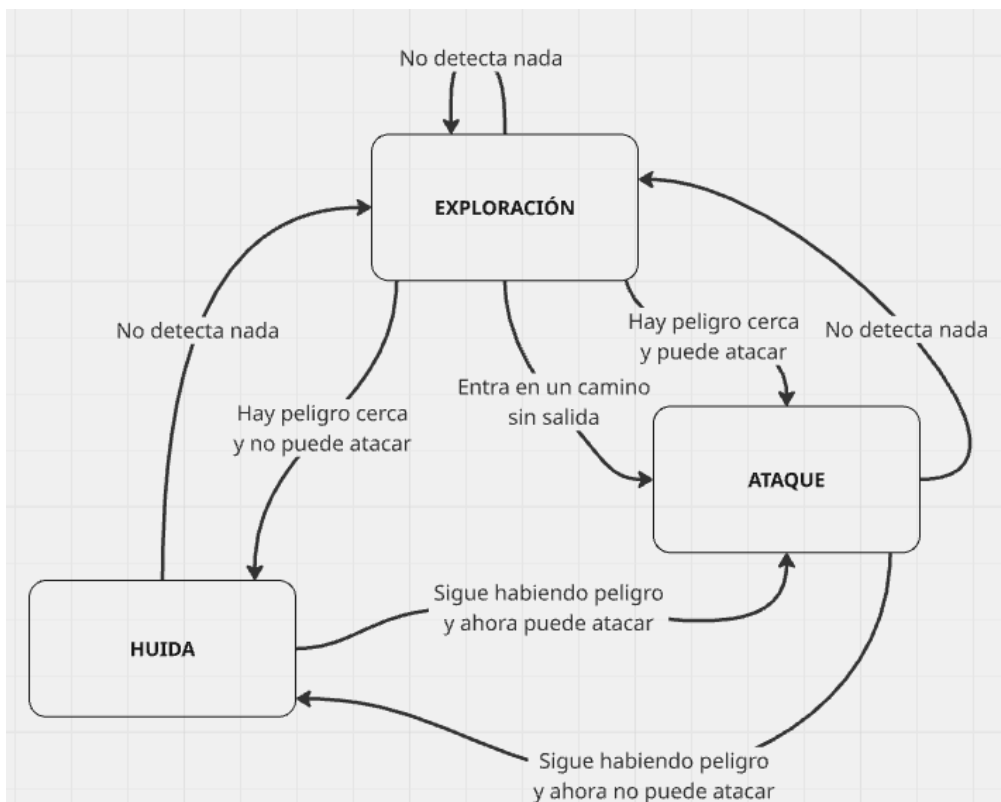 No detecta nada
EXPLORACIÓN
No detecta nada
Hay peligro cerca
y puede atacar
No detecta nada
Entra en un camino
sin salida
Hay peligro cerca
y no puede atacar
ATAQUE
Sigue habiendo peligro
y ahora puede atacar
HUIDA
Sigue habiendo peligro
y ahora no puede atacar